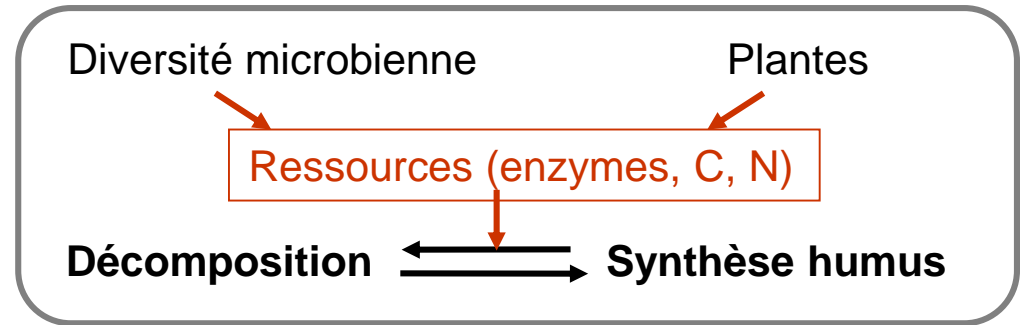 Diversité microbienne Plantes
Ressources (enzymes, C, N)
Décomposition Synthèse humus